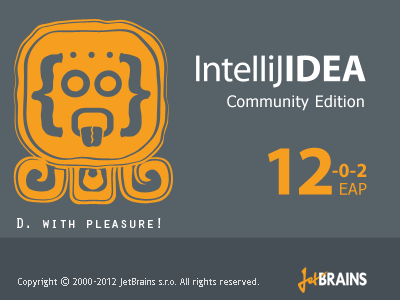 IntelliJIDEA
Community Edition
12-0-2
EAP
D. WITH PLEASURE!
Copyright © 2000-2012 JetBrains s.r.o. All rights reserved.
JetBRAINS